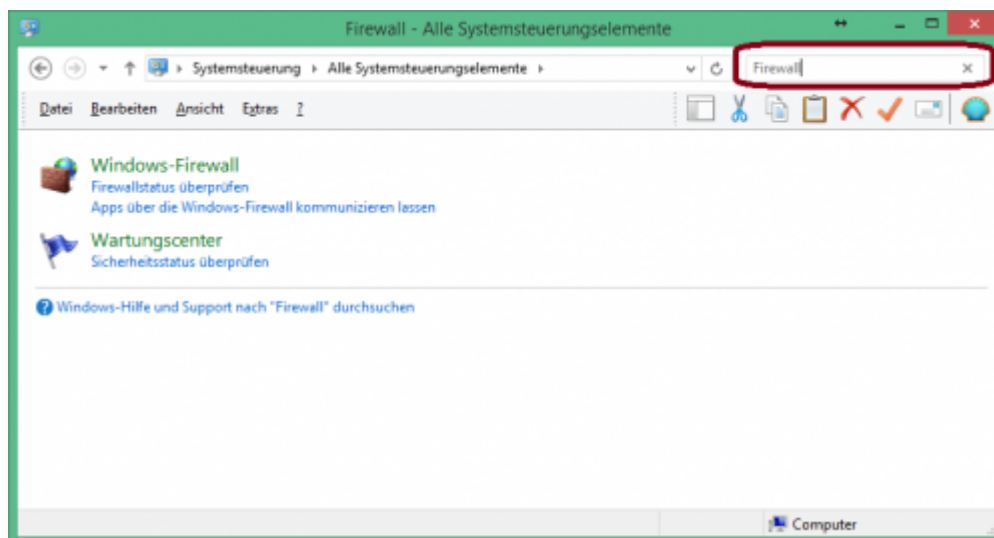 Firewall - Alle Systemsteuerungselemente
Systemsteuerung Alle Systemsteuerungselemente
Firewall
Datei Bearbeiten Ansicht Extras ?
Windows-Firewall
Firewallstatus überprüfen
Apps über die Windows-Firewall kommunizieren lassen
Wartungscenter
Sicherheitsstatus überprüfen
Windows-Hilfe und Support nach "Firewall" durchsuchen
Computer